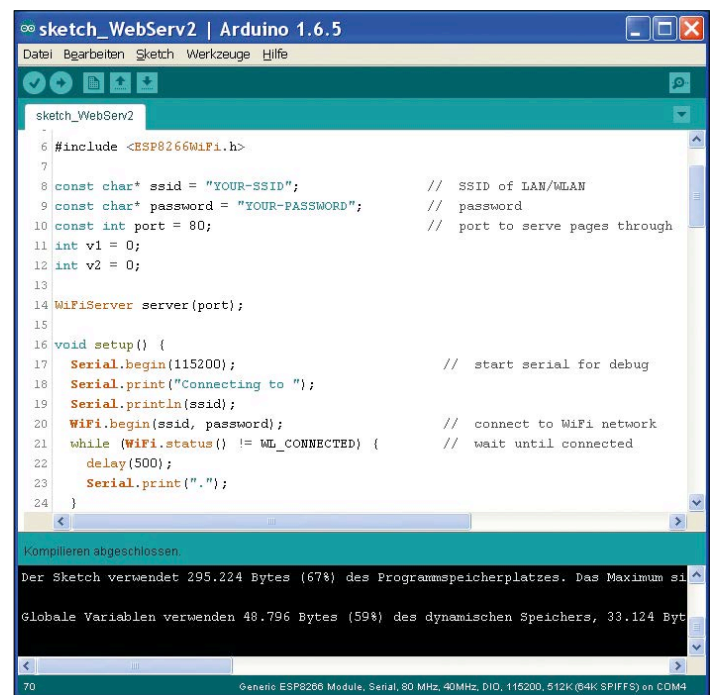 sketch_WebServ2 | Arduino 1.6.5
Datei Bearbeiten Sketch Werkzeuge Hilfe
sketch_WebServ2
6 #include <ESP8266WiFi.h>
7
8 const char* ssid = "YOUR-SSID"; // SSID of LAN/WLAN
9 const char* password = "YOUR-PASSWORD"; // password
10 const int port = 80; // port to serve pages through
11 int v1 = 0;
12 int v2 = 0;
13
14 WiFiServer server(port);
15
16 void setup() {
17 Serial.begin(115200); // start serial for debug
18 Serial.print("Connecting to ");
19 Serial.println(ssid);
20 WiFi.begin(ssid, password); // connect to WiFi network
21 while (WiFi.status() != WL_CONNECTED) { // wait until connected
22 delay(500);
23 Serial.print(".");
24 }
Kompilieren abgeschlossen.
Der Sketch verwendet 295.224 Bytes (67%) des Programmspeicherplatzes. Das Maximum si
Globale Variablen verwenden 48.796 Bytes (59%) des dynamischen Speichers, 33.124 Byt
70 Generic ESP8266 Module, Serial, 80 MHz, 40MHz, DIO, 115200, 512K (64K SPIFFS) on COM4